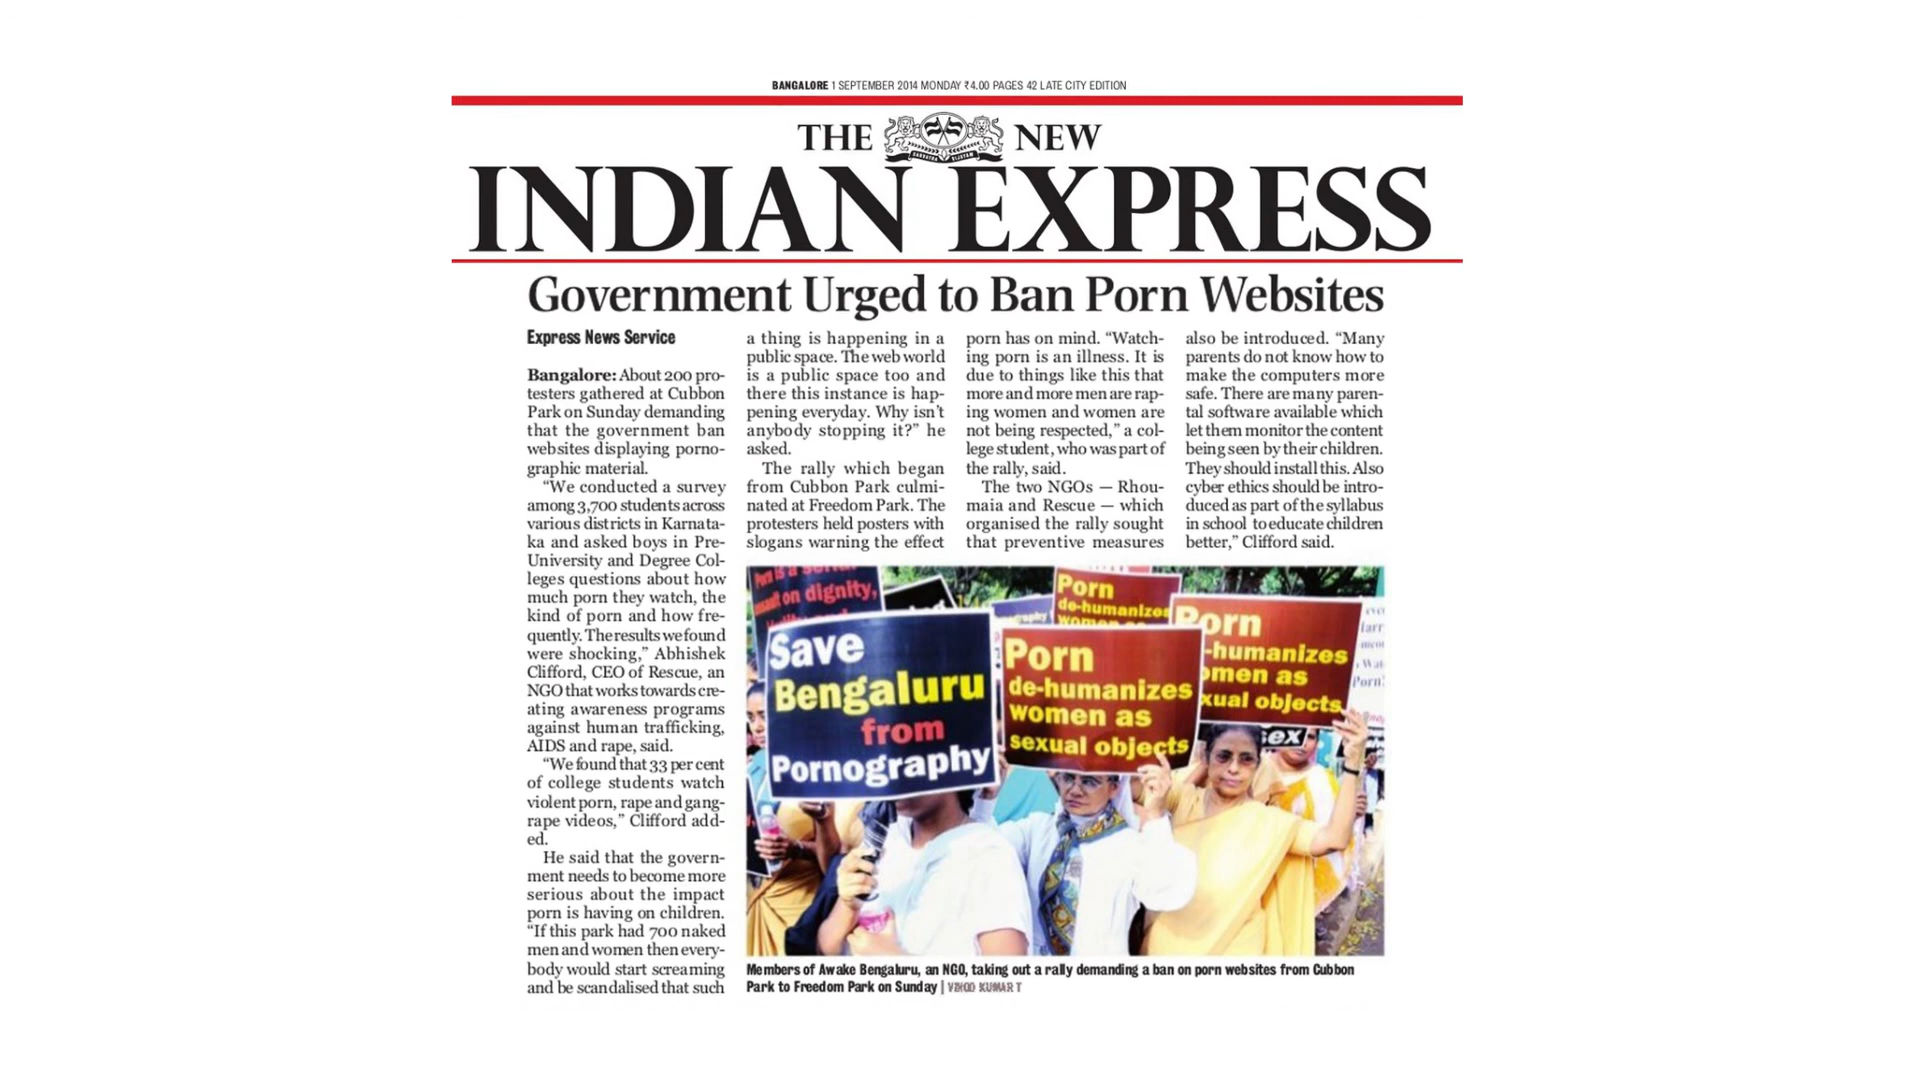 BANGALORE 1 SEPTEMBER 2014 MONDAY ₹4.00 PAGES 42 LATE CITY EDITION
THE NEW
INDIAN EXPRESS
Government Urged to Ban Porn Websites
Express News Service
Bangalore: About 200 pro-
testers gathered at Cubbon
Park on Sunday demanding
that the government ban
websites displaying porno-
graphic material.
“We conducted a survey
among 3,700 students across
various districts in Karnata-
ka and asked boys in Pre-
University and Degree Col-
leges questions about how
much porn they watch, the
kind of porn and how fre-
quently. The results we found
were shocking,” Abhishek
Clifford, CEO of Rescue, an
NGO that works towards cre-
ating awareness programs
against human trafficking,
AIDS and rape, said.
“We found that 33 per cent
of college students watch
violent porn, rape and gang-
rape videos,” Clifford add-
ed.
He said that the govern-
ment needs to become more
serious about the impact
porn is having on children.
“If this park had 700 naked
men and women then every-
body would start screaming
and be scandalised that such
a thing is happening in a
public space. The web world
is a public space too and
there this instance is hap-
pening everyday. Why isn’t
anybody stopping it?” he
asked.
The rally which began
from Cubbon Park culmi-
nated at Freedom Park. The
protesters held posters with
slogans warning the effect
porn has on mind. “Watch-
ing porn is an illness. It is
due to things like this that
more and more men are rap-
ing women and women are
not being respected,” a col-
lege student, who was part of
the rally, said.
The two NGOs — Rhou-
maia and Rescue — which
organised the rally sought
that preventive measures
also be introduced. “Many
parents do not know how to
make the computers more
safe. There are many paren-
tal software available which
let them monitor the content
being seen by their children.
They should install this. Also
cyber ethics should be intro-
duced as part of the syllabus
in school to educate children
better,” Clifford said.
Porn is a
on dignity,
Save
Bengaluru
from
Pornography
Porn
de-humanizes
women as
Porn
de-humanizes
women as
sexual objects
Porn
-humanizes
omen as
xual objects
sex
Porn!
Members of Awake Bengaluru, an NGO, taking out a rally demanding a ban on porn websites from Cubbon
Park to Freedom Park on Sunday | VINOD KUMAR T